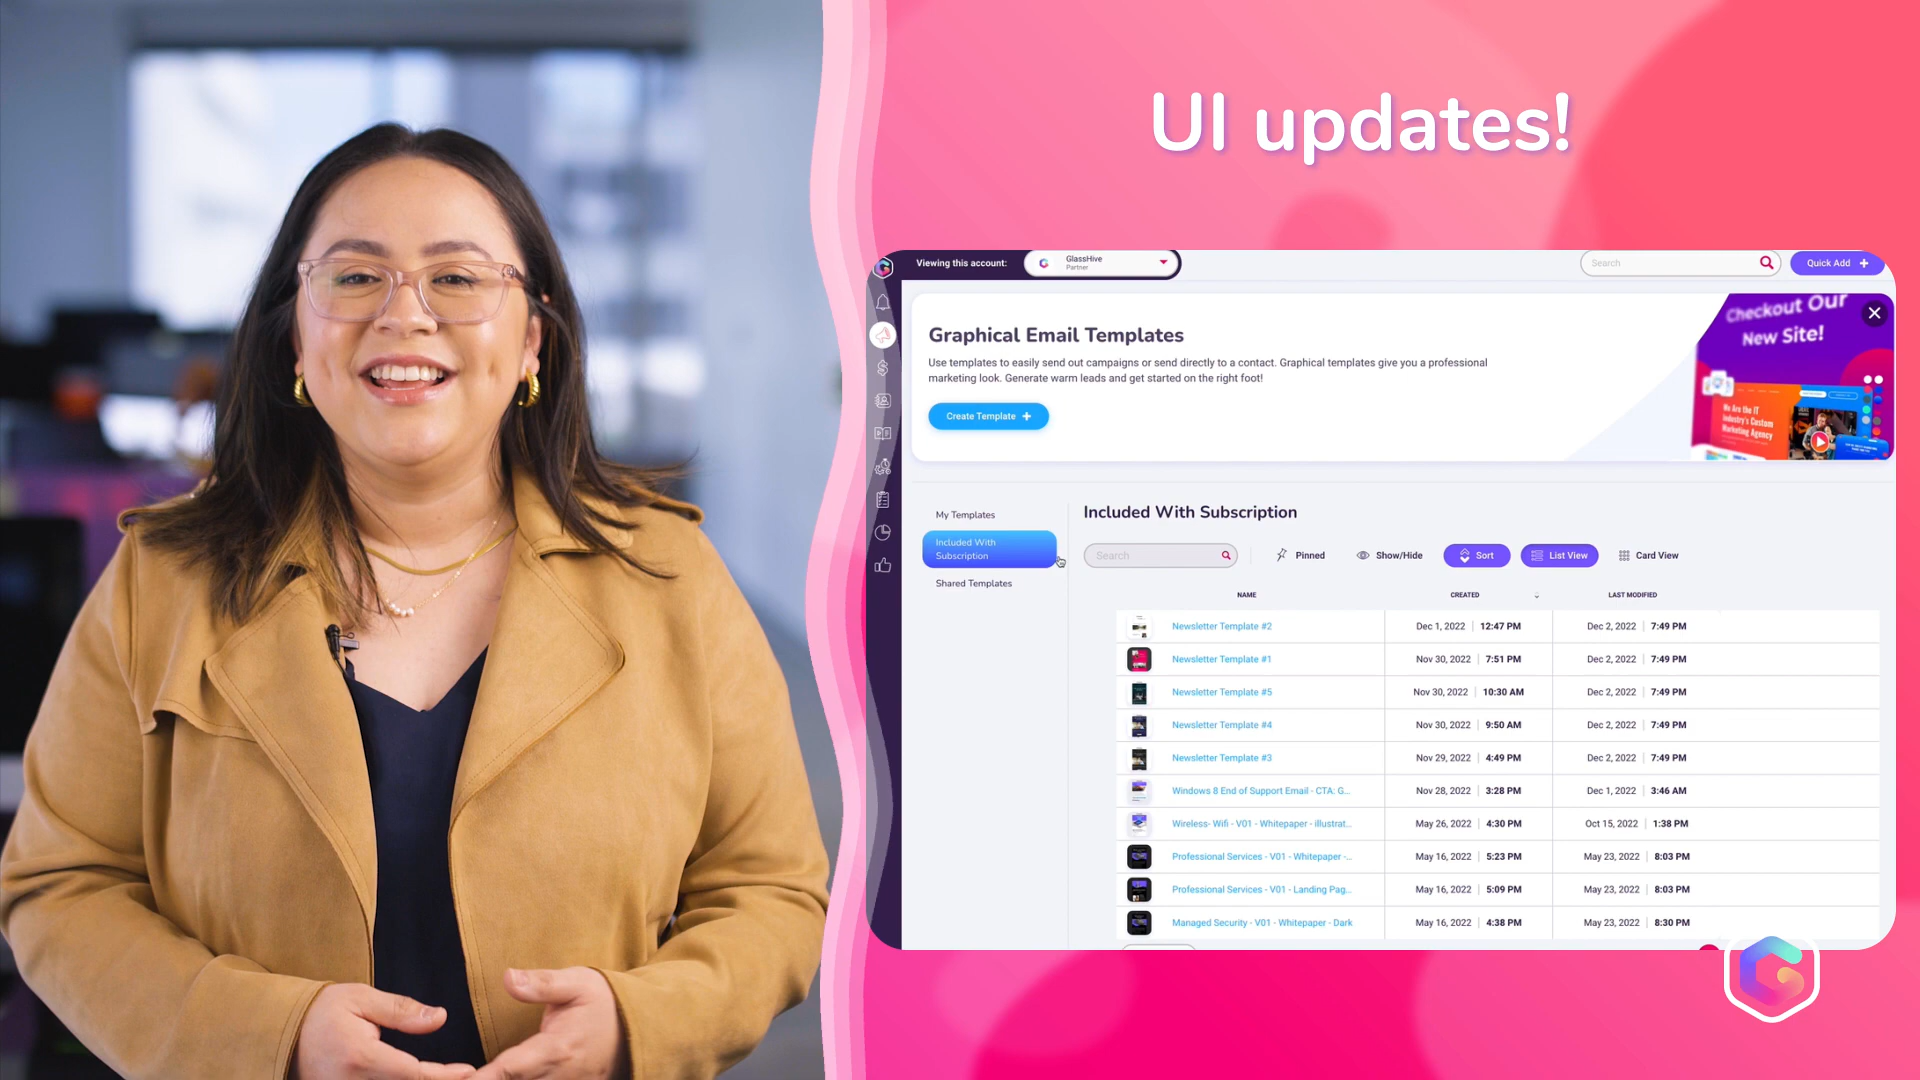 UI updates!
Viewing this account:
GlassHive
Partner
Search
Quick Add
Graphical Email Templates
Use templates to easily send out campaigns or send directly to a contact. Graphical templates give you a professional
marketing look. Generate warm leads and get started on the right foot!
Create Template
Checkout Our
New Site!
We Are the IT
Industry's Custom
Marketing Agency
My Templates
Included With
Subscription
Shared Templates
Included With Subscription
Search
Pinned
Show/Hide
Sort
List View
Card View
NAME CREATED LAST MODIFIED
Newsletter Template #2 Dec 1, 2022 | 12:47 PM Dec 2, 2022 | 7:49 PM
Newsletter Template #1 Nov 30, 2022 | 7:51 PM Dec 2, 2022 | 7:49 PM
Newsletter Template #5 Nov 30, 2022 | 10:30 AM Dec 2, 2022 | 7:49 PM
Newsletter Template #4 Nov 30, 2022 | 9:50 AM Dec 2, 2022 | 7:49 PM
Newsletter Template #3 Nov 29, 2022 | 4:49 PM Dec 2, 2022 | 7:49 PM
Windows 8 End of Support Email - CTA: G... Nov 28, 2022 | 3:28 PM Dec 1, 2022 | 3:46 AM
Wireless- Wifi - V01 - Whitepaper - illustrat... May 26, 2022 | 4:30 PM Oct 15, 2022 | 1:38 PM
Professional Services - V01 - Whitepaper -... May 16, 2022 | 5:23 PM May 23, 2022 | 8:03 PM
Professional Services - V01 - Landing Pag... May 16, 2022 | 5:09 PM May 23, 2022 | 8:03 PM
Managed Security - V01 - Whitepaper - Dark May 16, 2022 | 4:38 PM May 23, 2022 | 8:30 PM